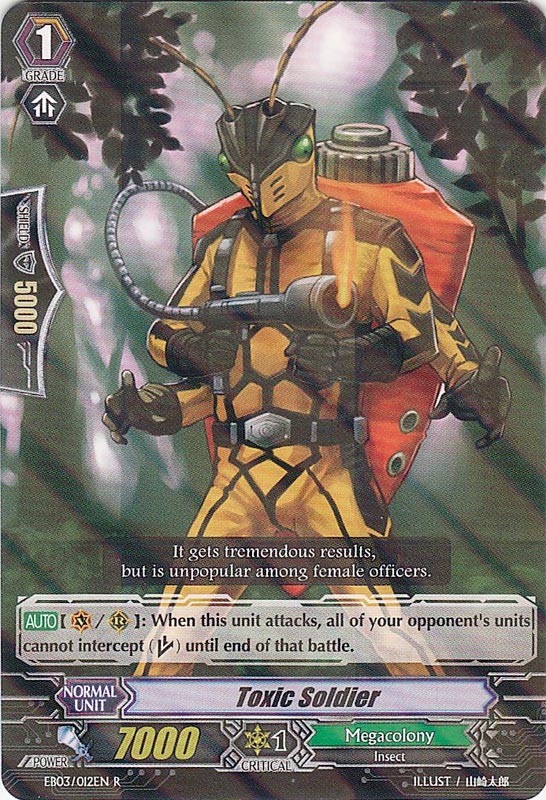 1
GRADE
SHIELD 5000
It gets tremendous results,
but is unpopular among female officers.
AUTO [ V / R ]: When this unit attacks, all of your opponent's units
cannot intercept ( ) until end of that battle.
NORMAL
UNIT
Toxic Soldier
POWER 7000
1
CRITICAL
Megacolony
Insect
EB03/012EN R
ILLUST / 山崎太郎